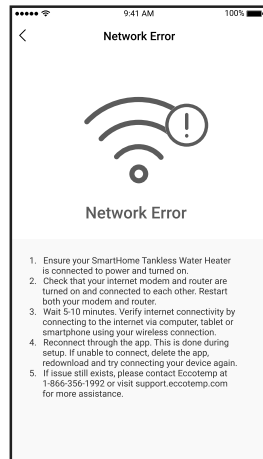 9:41 AM
100%
Network Error
Network Error
1. Ensure your SmartHome Tankless Water Heater
is connected to power and turned on.
2. Check that your internet modem and router are
turned on and connected to each other. Restart
both your modem and router.
3. Wait 5-10 minutes. Verify internet connectivity by
connecting to the internet via computer, tablet or
smartphone using your wireless connection.
4. Reconnect through the app. This is done during
setup. If unable to connect, delete the app,
redownload and try connecting your device again.
5. If issue still exists, please contact Eccotemp at
1-866-356-1992 or visit support.eccotemp.com
for more assistance.